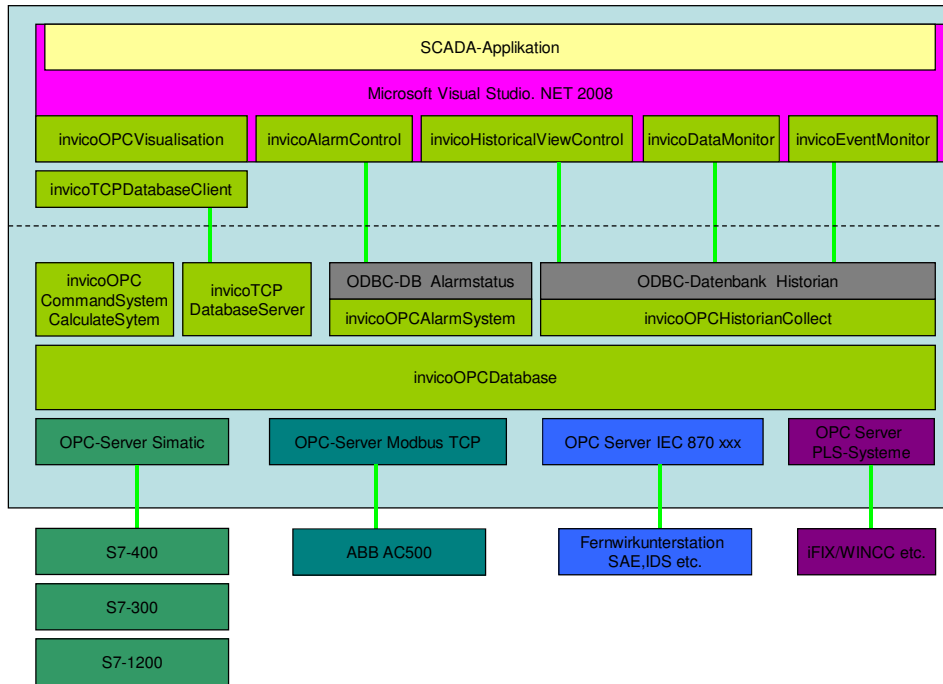 SCADA-Applikation
Microsoft Visual Studio. NET 2008
invicoOPCVisualisation
invicoAlarmControl
invicoHistoricalViewControl
invicoDataMonitor
invicoEventMonitor
invicoTCPDatabaseClient
invicoOPC
CommandSystem
CalculateSytem
invicoTCP
DatabaseServer
ODBC-DB Alarmstatus
invicoOPCAlarmSystem
ODBC-Datenbank Historian
invicoOPCHistorianCollect
invicoOPCDatabase
OPC-Server Simatic
OPC-Server Modbus TCP
OPC Server IEC 870 xxx
OPC Server
PLS-Systeme
S7-400
ABB AC500
Fernwirkunterstation
SAE,IDS etc.
iFIX/WINCC etc.
S7-300
S7-1200